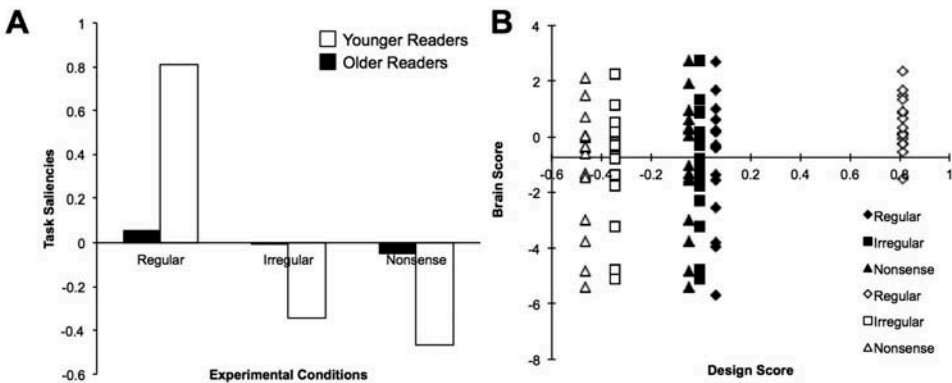 A
Task Saliencies
1
0.8
0.6
0.4
0.2
0
-0.2
-0.4
-0.6
Younger Readers
Older Readers
Regular
Irregular
Nonsense
Experimental Conditions
B
Brain Score
4
2
0
-2
-4
-6
-8
-0.6
-0.4
-0.2
0
0.2
0.4
0.6
0.8
1
Regular
Irregular
Nonsense
Regular
Irregular
Nonsense
Design Score